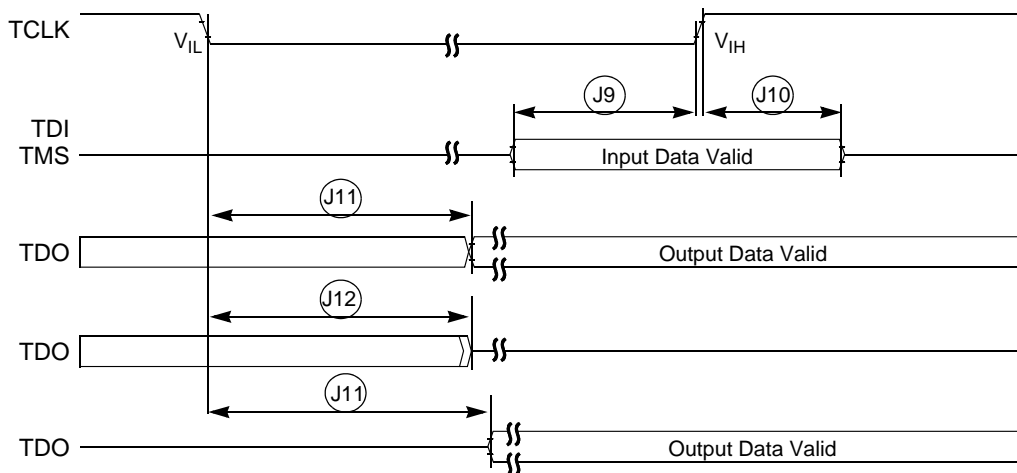 TCLK
V_IL
V_IH
J9
J10
TDI
TMS
Input Data Valid
J11
TDO
Output Data Valid
J12
TDO
J11
TDO
Output Data Valid